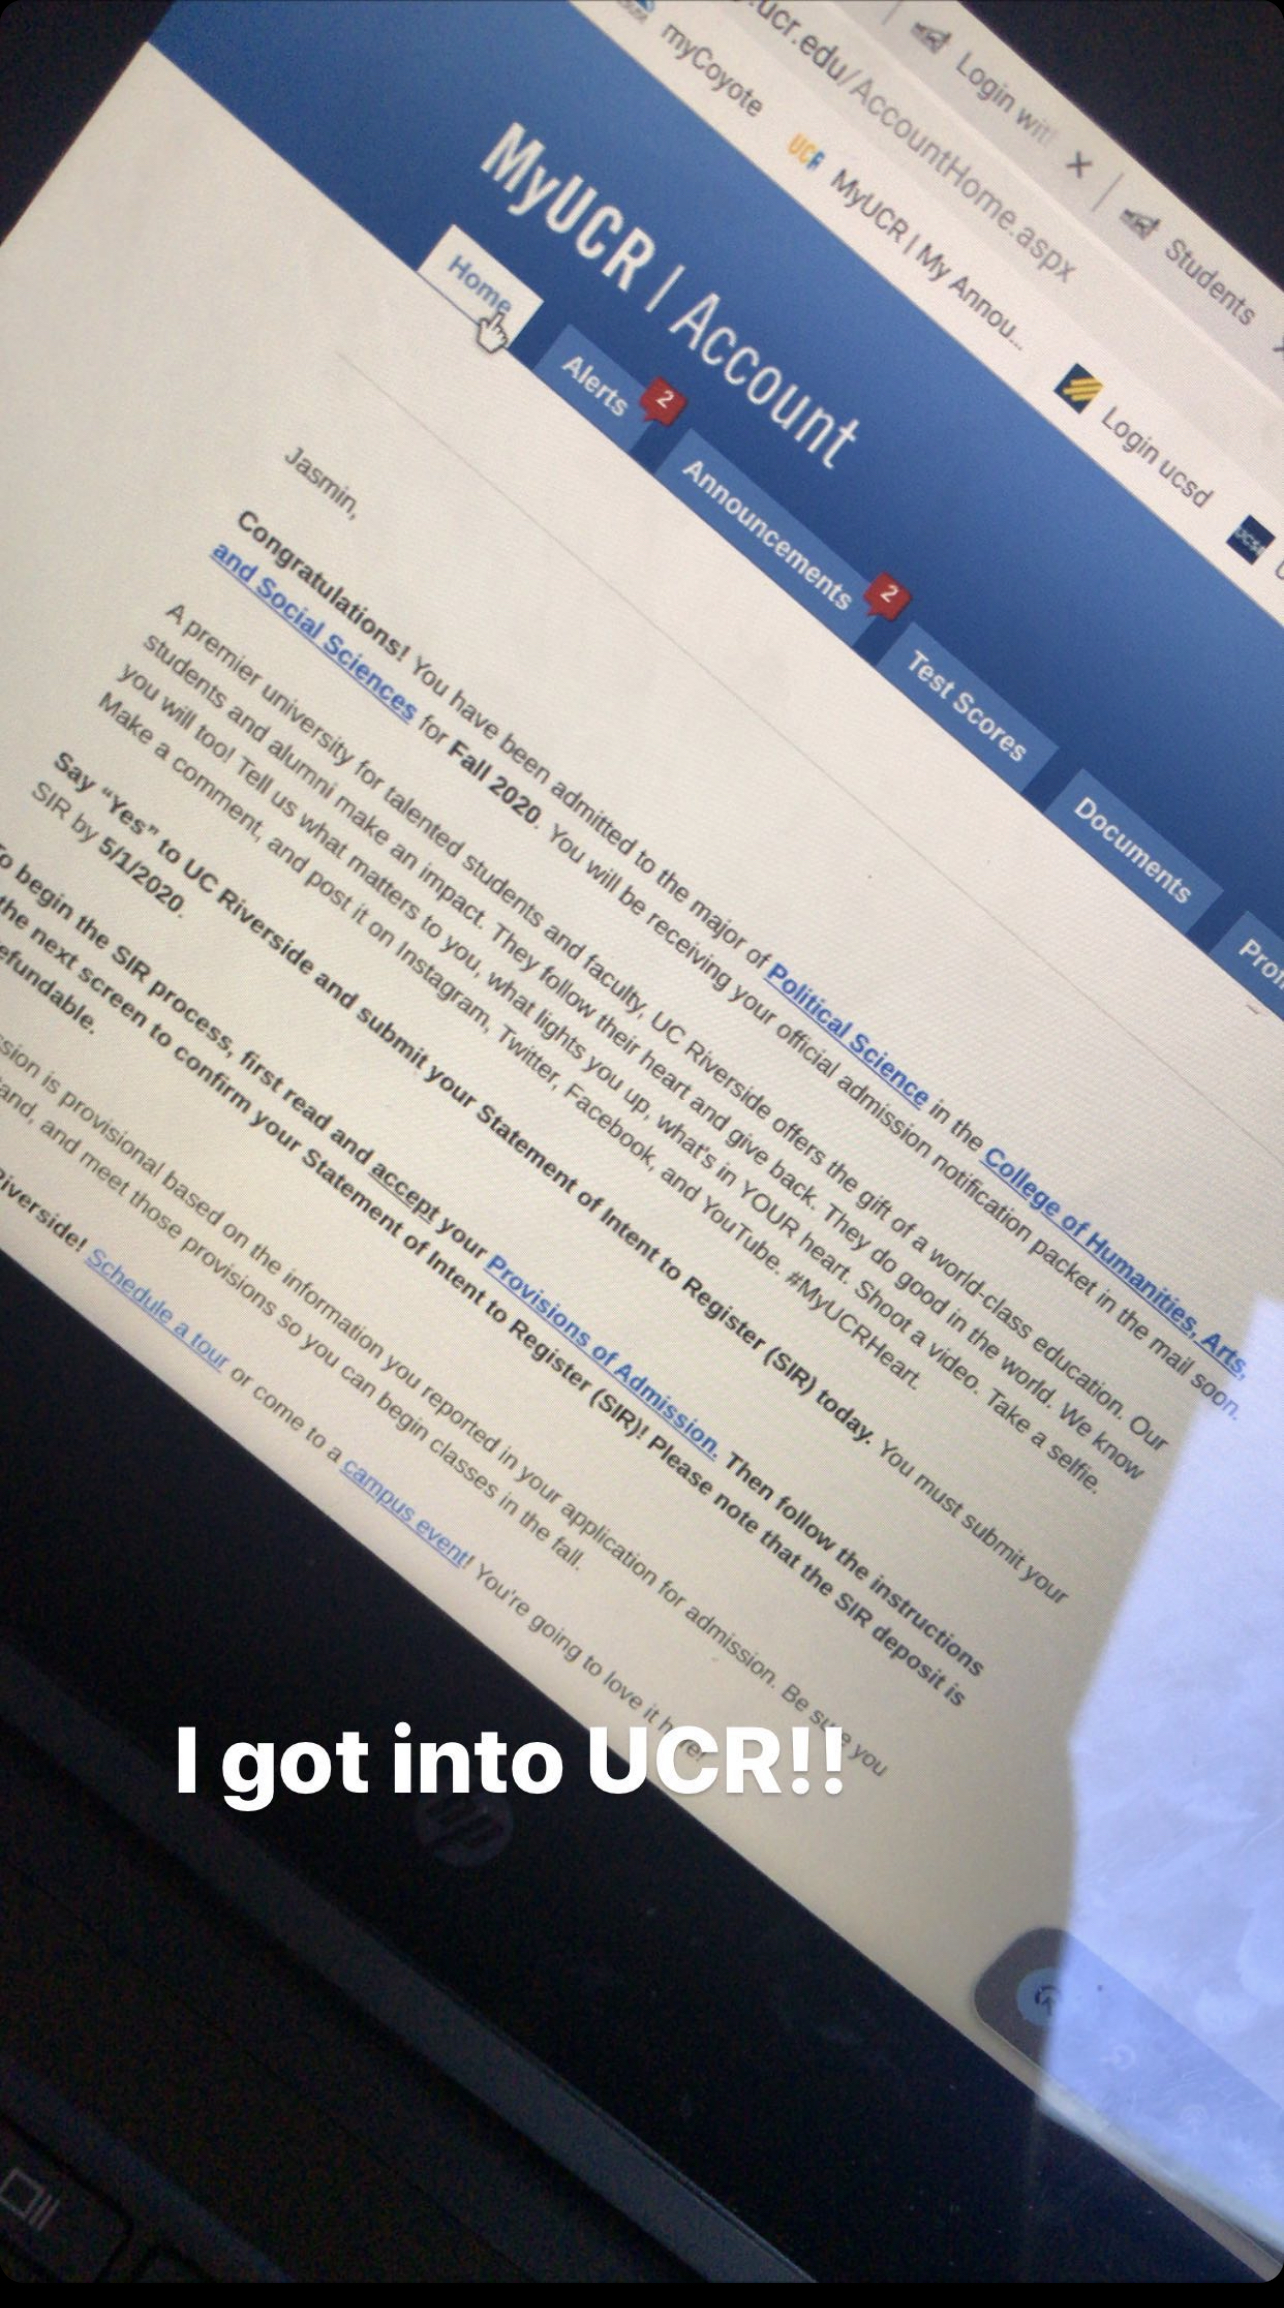 Login with
Students
.ucr.edu/AccountHome.aspx
myCoyote
UCR MyUCR | My Annou...
Login ucsd
MyUCR | Account
Home
Alerts 2
Announcements 2
Test Scores
Documents
Jasmin,
Congratulations! You have been admitted to the major of Political Science in the College of Humanities, Arts,
and Social Sciences for Fall 2020. You will be receiving your official admission notification packet in the mail soon.
A premier university for talented students and faculty, UC Riverside offers the gift of a world-class education. Our
students and alumni make an impact. They follow their heart and give back. They do good in the world. We know
you will too! Tell us what matters to you, what lights you up, what's in YOUR heart. Shoot a video. Take a selfie.
Make a comment, and post it on Instagram, Twitter, Facebook, and YouTube. #MyUCRHeart.
Say “Yes” to UC Riverside and submit your Statement of Intent to Register (SIR) today. You must submit your
SIR by 5/1/2020.
To begin the SIR process, first read and accept your Provisions of Admission. Then follow the instructions
the next screen to confirm your Statement of Intent to Register (SIR)! Please note that the SIR deposit is
efundable.
sion is provisional based on the information you reported in your application for admission. Be sure you
and, and meet those provisions so you can begin classes in the fall.
Riverside! Schedule a tour or come to a campus event! You're going to love it here!
I got into UCR!!
hp